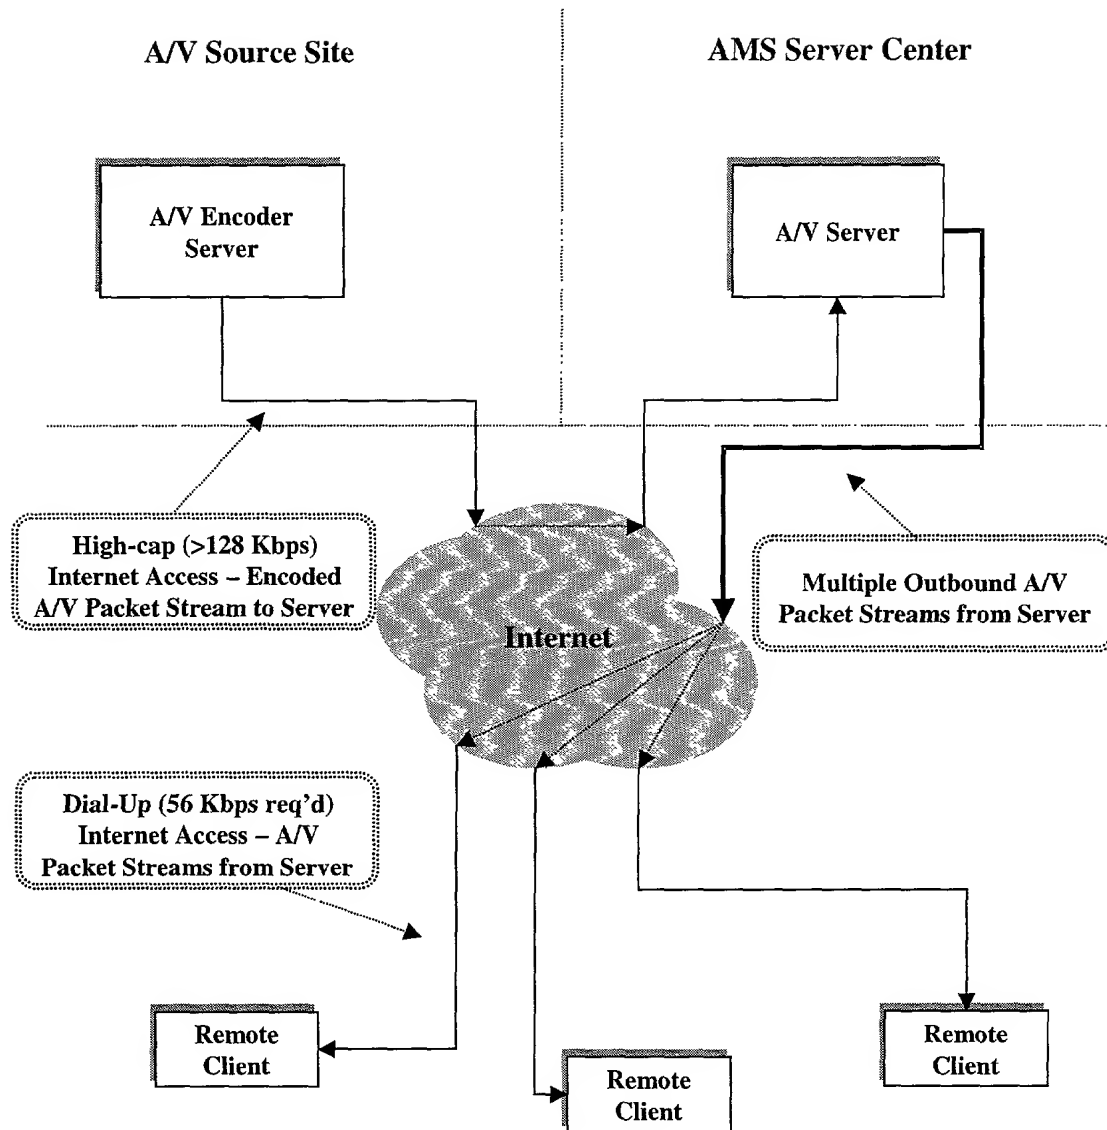 A/V Source Site
AMS Server Center
A/V Encoder
Server
A/V Server
High-cap (>128 Kbps)
Internet Access – Encoded
A/V Packet Stream to Server
Multiple Outbound A/V
Packet Streams from Server
Internet
Dial-Up (56 Kbps req'd)
Internet Access – A/V
Packet Streams from Server
Remote
Client
Remote
Client
Remote
Client